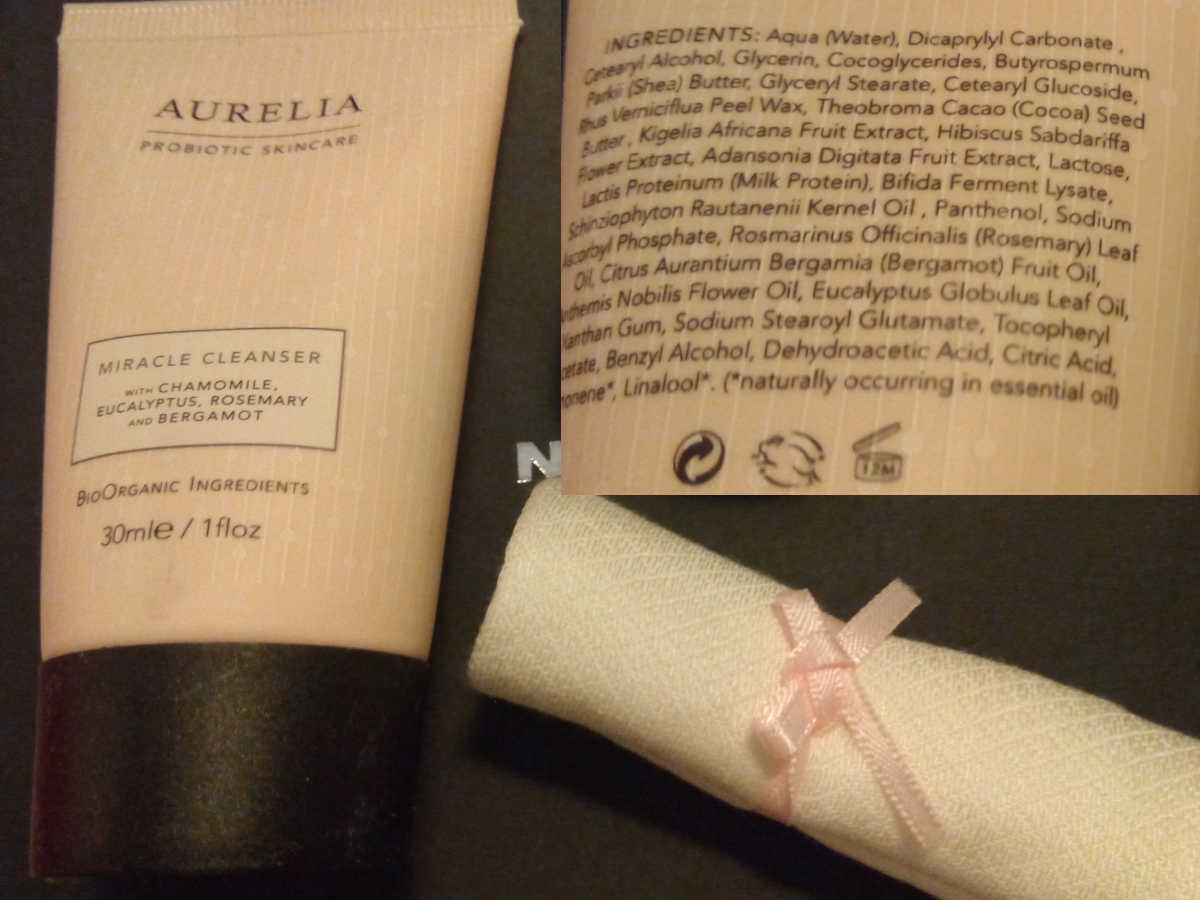 AURELIA
PROBIOTIC SKINCARE
MIRACLE CLEANSER
WITH CHAMOMILE,
EUCALYPTUS, ROSEMARY
AND BERGAMOT
BIOORGANIC INGREDIENTS
30mle / 1floz
N
INGREDIENTS: Aqua (Water), Dicaprylyl Carbonate ,
Cetearyl Alcohol, Glycerin, Cocoglycerides, Butyrospermum
Parkii (Shea) Butter, Glyceryl Stearate, Cetearyl Glucoside,
Rhus Verniciflua Peel Wax, Theobroma Cacao (Cocoa) Seed
Butter , Kigelia Africana Fruit Extract, Hibiscus Sabdariffa
Flower Extract, Adansonia Digitata Fruit Extract, Lactose,
Lactis Proteinum (Milk Protein), Bifida Ferment Lysate,
Schinziophyton Rautanenii Kernel Oil , Panthenol, Sodium
Ascorbyl Phosphate, Rosmarinus Officinalis (Rosemary) Leaf
Oil, Citrus Aurantium Bergamia (Bergamot) Fruit Oil,
nthemis Nobilis Flower Oil, Eucalyptus Globulus Leaf Oil,
Xanthan Gum, Sodium Stearoyl Glutamate, Tocopheryl
cetate, Benzyl Alcohol, Dehydroacetic Acid, Citric Acid,
onene*, Linalool*. (*naturally occurring in essential oil)
12M